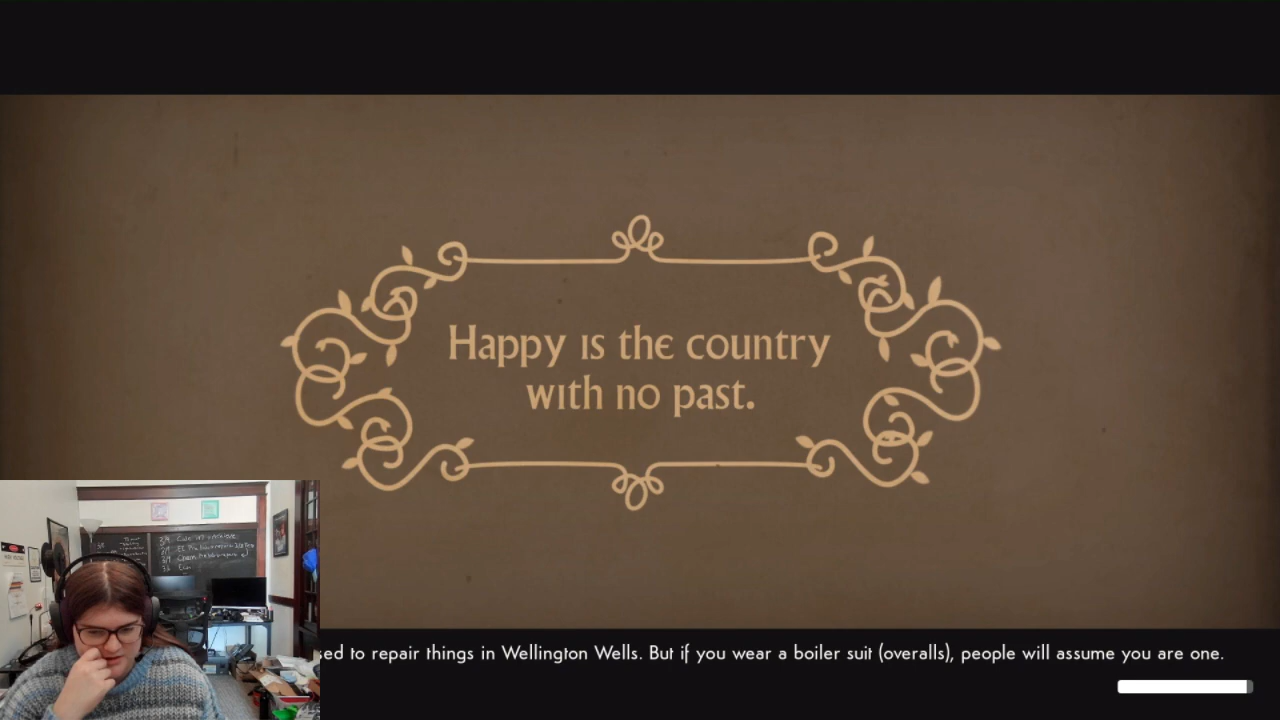 Happy is the country
with no past.
to repair things in Wellington Wells. But if you wear a boiler suit (overalls), people will assume you are one.